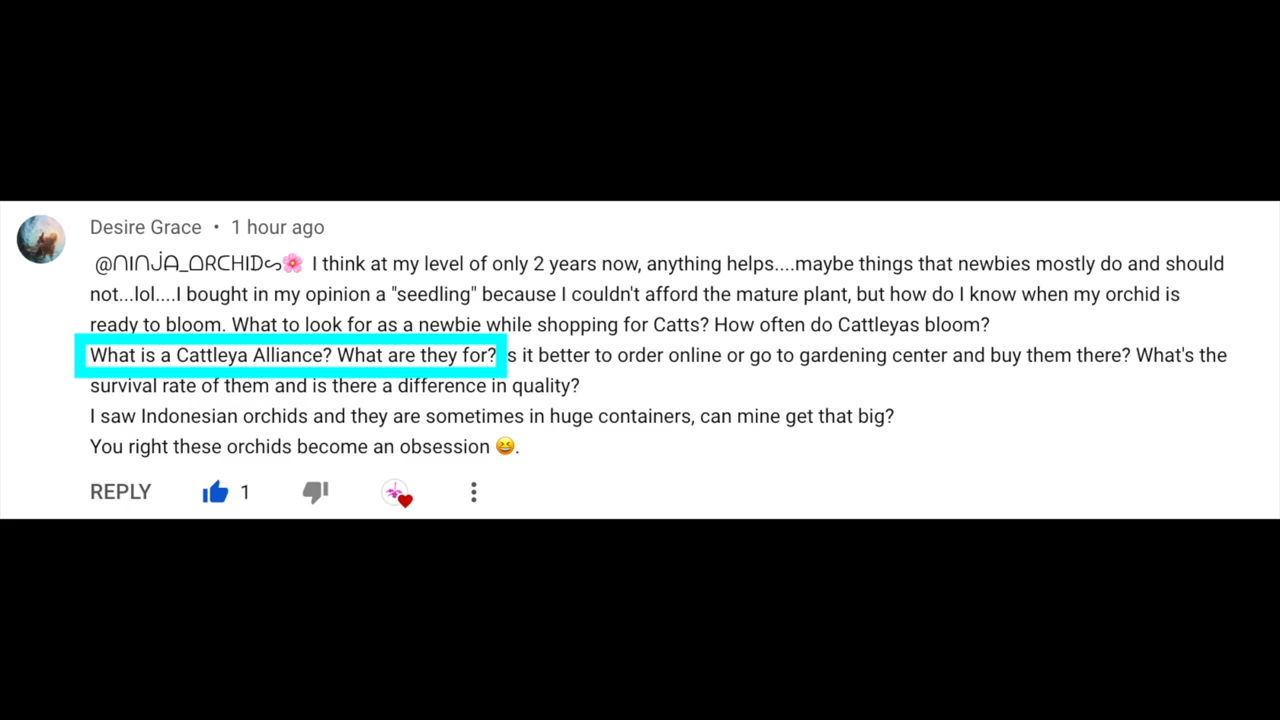 Desire Grace • 1 hour ago
@ᑎIᑎJᗩ_ᗝᖇᑕᕼIᗪᔕ🌸 I think at my level of only 2 years now, anything helps....maybe things that newbies mostly do and should
not...lol....I bought in my opinion a "seedling" because I couldn't afford the mature plant, but how do I know when my orchid is
ready to bloom. What to look for as a newbie while shopping for Catts? How often do Cattleyas bloom?
What is a Cattleya Alliance? What are they for? s it better to order online or go to gardening center and buy them there? What's the
survival rate of them and is there a difference in quality?
I saw Indonesian orchids and they are sometimes in huge containers, can mine get that big?
You right these orchids become an obsession 😆.
REPLY 1